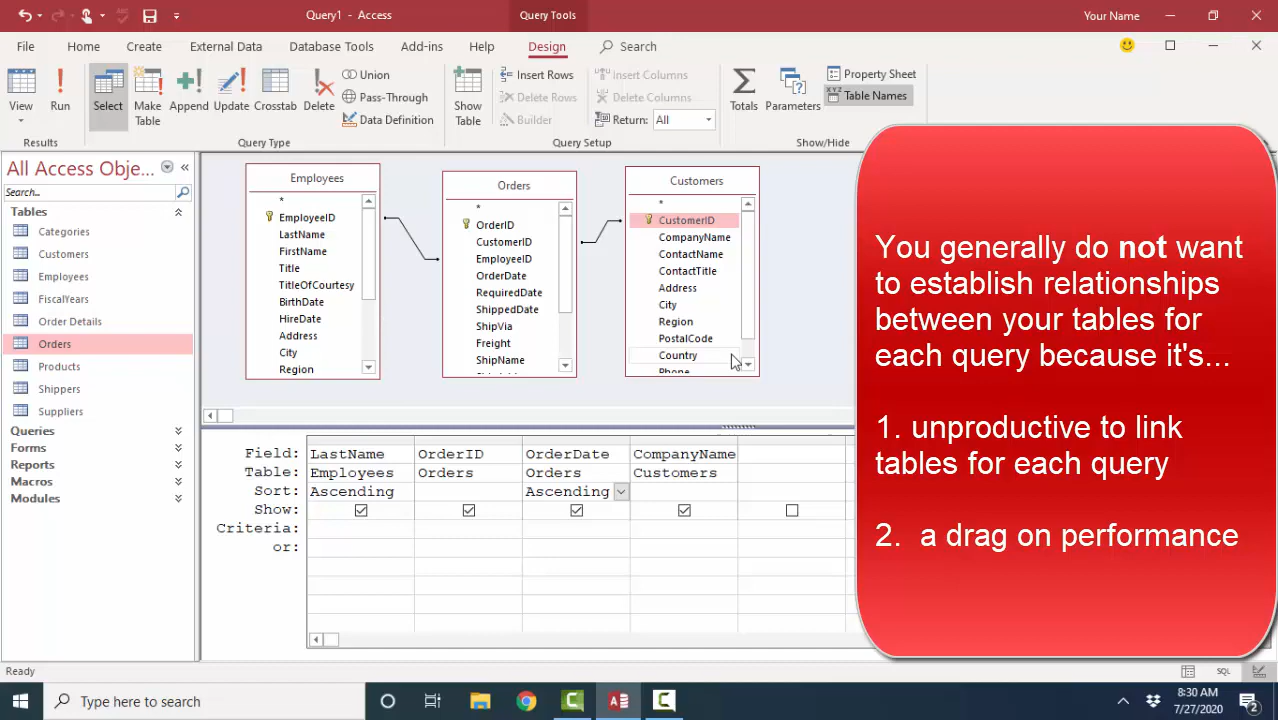 Query1 - Access
Query Tools
Your Name
File
Home
Create
External Data
Database Tools
Add-ins
Help
Design
Search
View
Run
Select
Make Table
Append
Update
Crosstab
Delete
Union
Pass-Through
Data Definition
Show Table
Insert Rows
Delete Rows
Builder
Insert Columns
Delete Columns
Return: All
Totals
Parameters
Property Sheet
XYZ
Table Names
Results
Query Type
Query Setup
Show/Hide
All Access Obje...
Search...
Tables
Categories
Customers
Employees
FiscalYears
Order Details
Orders
Products
Shippers
Suppliers
Queries
Forms
Reports
Macros
Modules
Employees
*
EmployeeID
LastName
FirstName
Title
TitleOfCourtesy
BirthDate
HireDate
Address
City
Region
Orders
*
OrderID
CustomerID
EmployeeID
OrderDate
RequiredDate
ShippedDate
ShipVia
Freight
ShipName
Customers
*
CustomerID
CompanyName
ContactName
ContactTitle
Address
City
Region
PostalCode
Country
Phone
Field: LastName OrderID OrderDate CompanyName
Table: Employees Orders Orders Customers
Sort: Ascending Ascending
Show:
Criteria:
or:
You generally do not want
to establish relationships
between your tables for
each query because it's...
1. unproductive to link
tables for each query
2. a drag on performance
Ready
SQL
Type here to search
8:30 AM
7/27/2020
2